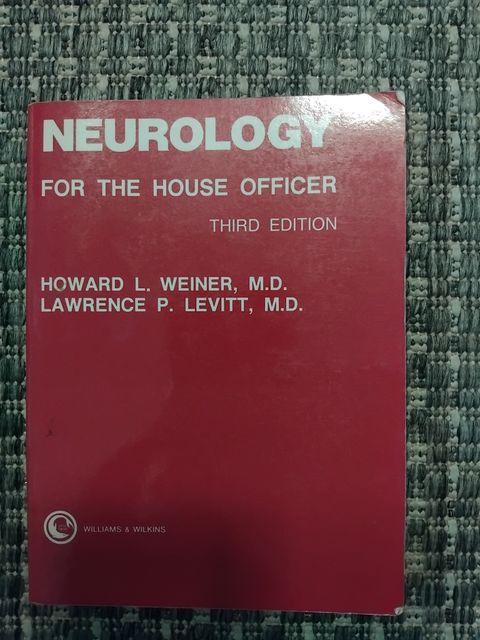 NEUROLOGY
FOR THE HOUSE OFFICER
THIRD EDITION
HOWARD L. WEINER, M.D.
LAWRENCE P. LEVITT, M.D.
WILLIAMS & WILKINS